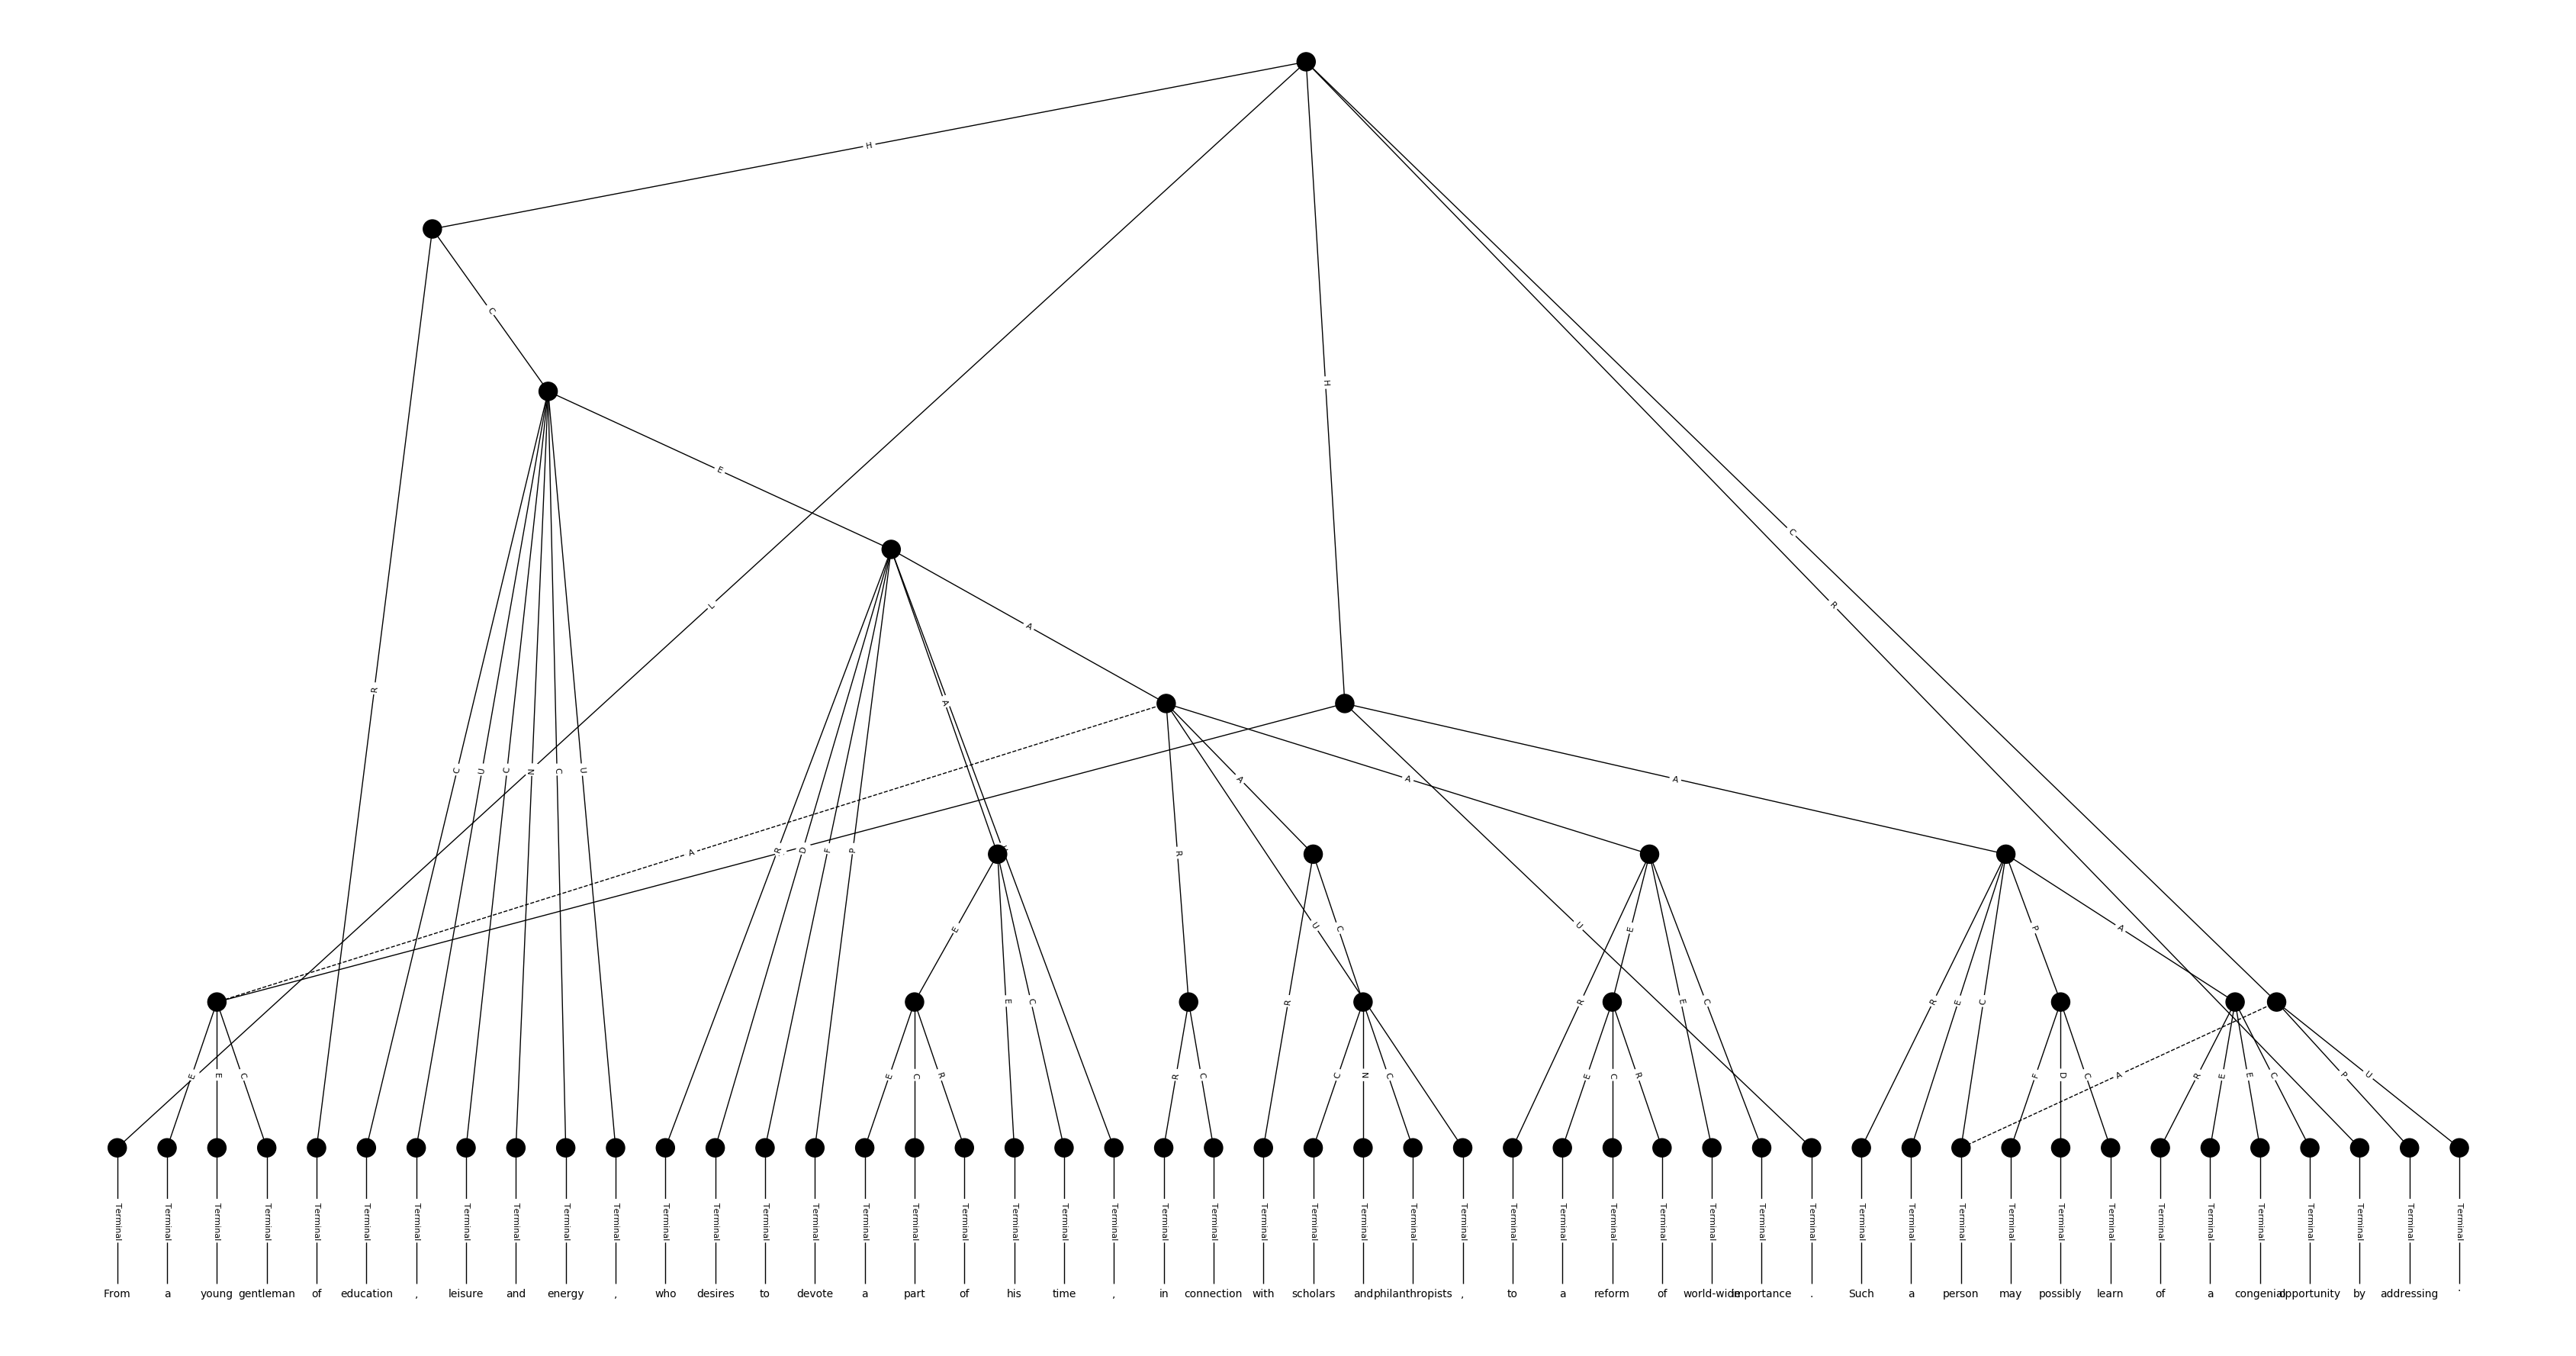 H
C
H
E
C
L
A
R
R
A
C U C N C U
A
A
A
R D F P
A
R
E
U
C
U
E
R
E
C
R
E
C
P
A
E
C
R
E E C
E C R
R C
C N C
E C R
F D C
A
R E E C
P U
Terminal Terminal Terminal Terminal Terminal Terminal Terminal Terminal Terminal Terminal Terminal Terminal Terminal Terminal Terminal Terminal Terminal Terminal Terminal Terminal Terminal Terminal Terminal Terminal Terminal Terminal Terminal Terminal Terminal Terminal Terminal Terminal Terminal Terminal Terminal Terminal Terminal Terminal Terminal Terminal Terminal Terminal Terminal Terminal Terminal Terminal Terminal Terminal
From a young gentleman of education , leisure and energy , who desires to devote a part of his time , in connection with scholars and philanthropists , to a reform of world-wide importance . Such a person may possibly learn of a congenial opportunity by addressing .